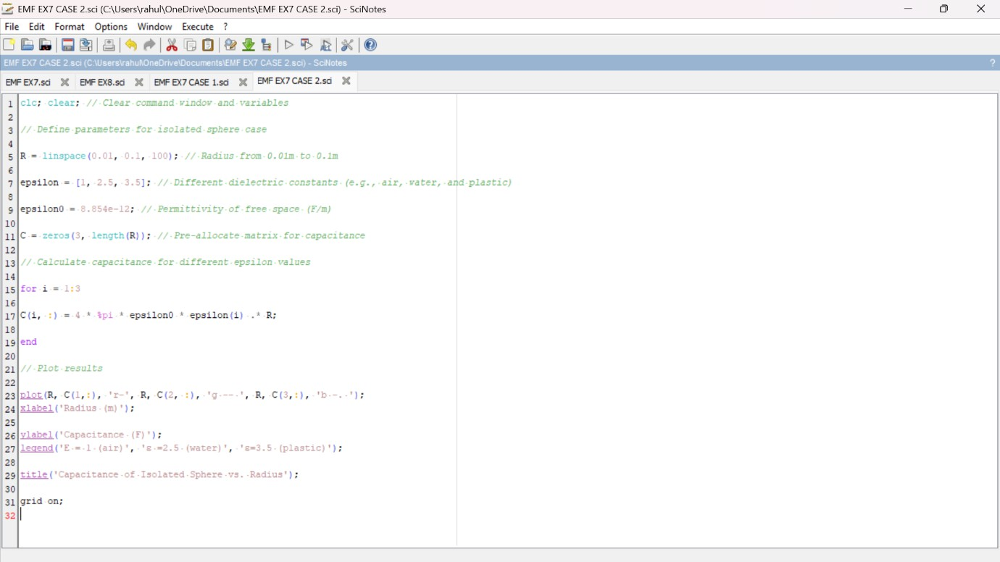 EMF EX7 CASE 2.sci (C:\Users\rahul\OneDrive\Documents\EMF EX7 CASE 2.sci) - SciNotes
File Edit Format Options Window Execute ?
EMF EX7 CASE 2.sci (C:\Users\rahul\OneDrive\Documents\EMF EX7 CASE 2.sci) - SciNotes ?
EMF EX7.sci EMF EX8.sci EMF EX7 CASE 1.sci EMF EX7 CASE 2.sci
1 clc; clear; // Clear command window and variables
2
3 // Define parameters for isolated sphere case
4
5 R = linspace(0.01, 0.1, 100); // Radius from 0.01m to 0.1m
6
7 epsilon = [1, 2.5, 3.5]; // Different dielectric constants (e.g., air, water, and plastic)
8
9 epsilon0 = 8.854e-12; // Permittivity of free space (F/m)
10
11 C = zeros(3, length(R)); // Pre-allocate matrix for capacitance
12
13 // Calculate capacitance for different epsilon values
14
15 for i = 1:3
16
17 C(i, :) = 4 * %pi * epsilon0 * epsilon(i) .* R;
18
19 end
20
21 // Plot results
22
23 plot(R, C(1,:), 'r-', R, C(2, :), 'g -- ', R, C(3,:), 'b -. ');
24 xlabel('Radius (m)');
25
26 ylabel('Capacitance (F)');
27 legend('E = 1 (air)', 'ε =2.5 (water)', 'ε=3.5 (plastic)');
28
29 title('Capacitance of Isolated Sphere vs. Radius');
30
31 grid on;
32